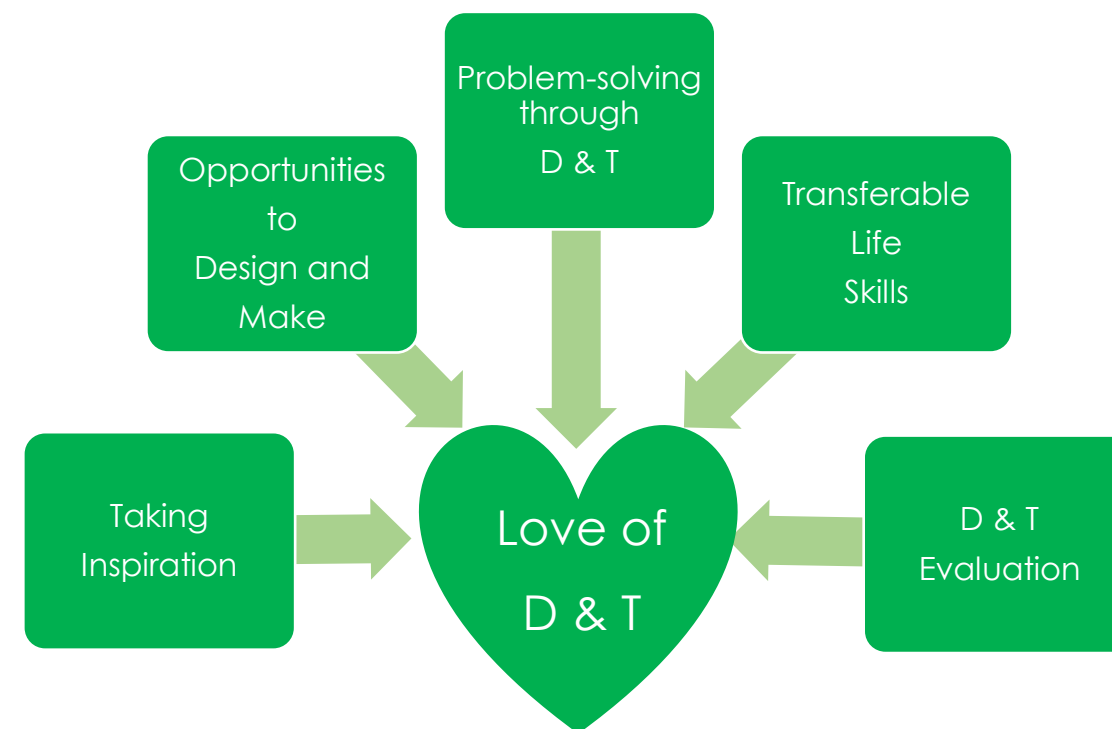 Problem-solving
through
D & T
Opportunities
to
Design and
Make
Transferable
Life
Skills
Taking
Inspiration
Love of
D & T
D & T
Evaluation